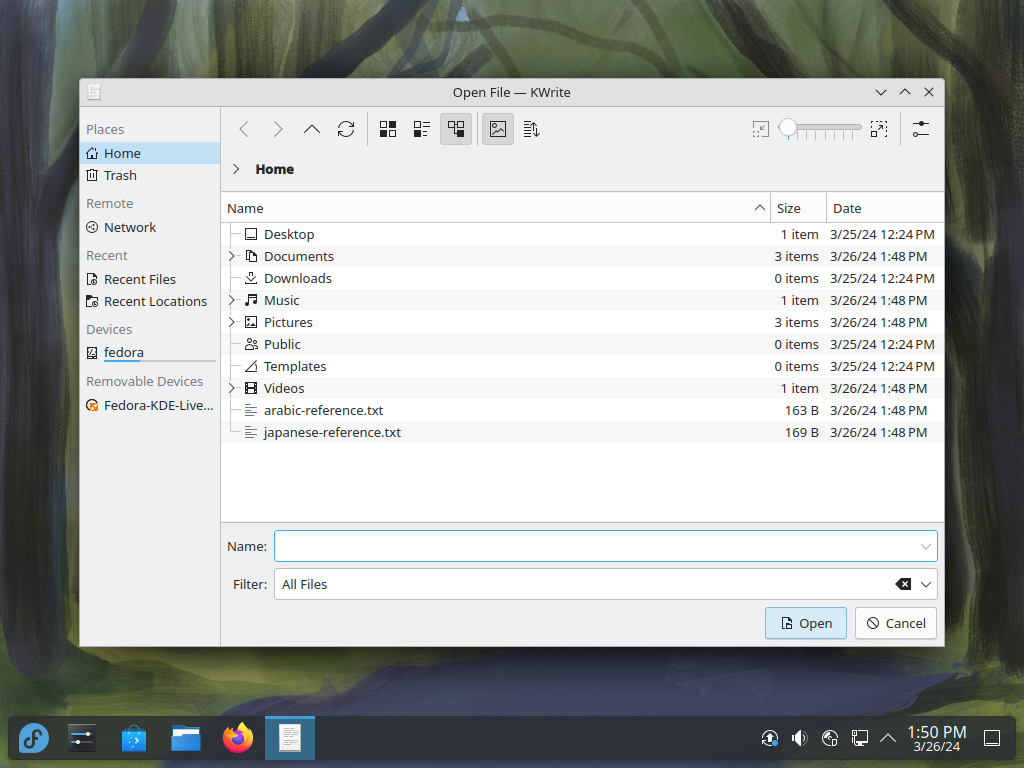 Open File — KWrite
Places
Home
Trash
Remote
Network
Recent
Recent Files
Recent Locations
Devices
fedora
Removable Devices
Fedora-KDE-Live...
Home
Name Size Date
Desktop 1 item 3/25/24 12:24 PM
Documents 3 items 3/26/24 1:48 PM
Downloads 0 items 3/25/24 12:24 PM
Music 1 item 3/26/24 1:48 PM
Pictures 3 items 3/26/24 1:48 PM
Public 0 items 3/25/24 12:24 PM
Templates 0 items 3/25/24 12:24 PM
Videos 1 item 3/26/24 1:48 PM
arabic-reference.txt 163 B 3/26/24 1:48 PM
japanese-reference.txt 169 B 3/26/24 1:48 PM
Name:
Filter: All Files
Open Cancel
1:50 PM
3/26/24